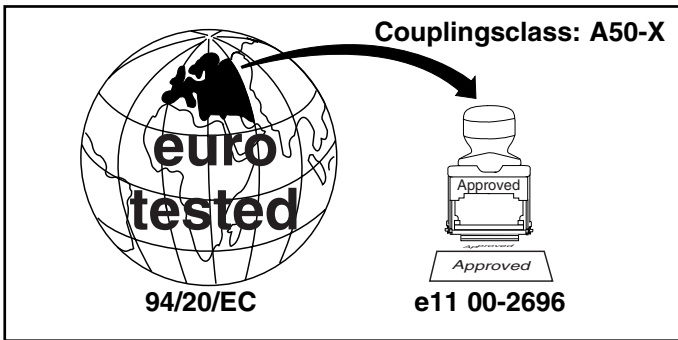 Couplingsclass: A50-X
euro
tested
Approved
Approved
Approved
94/20/EC
e11 00-2696